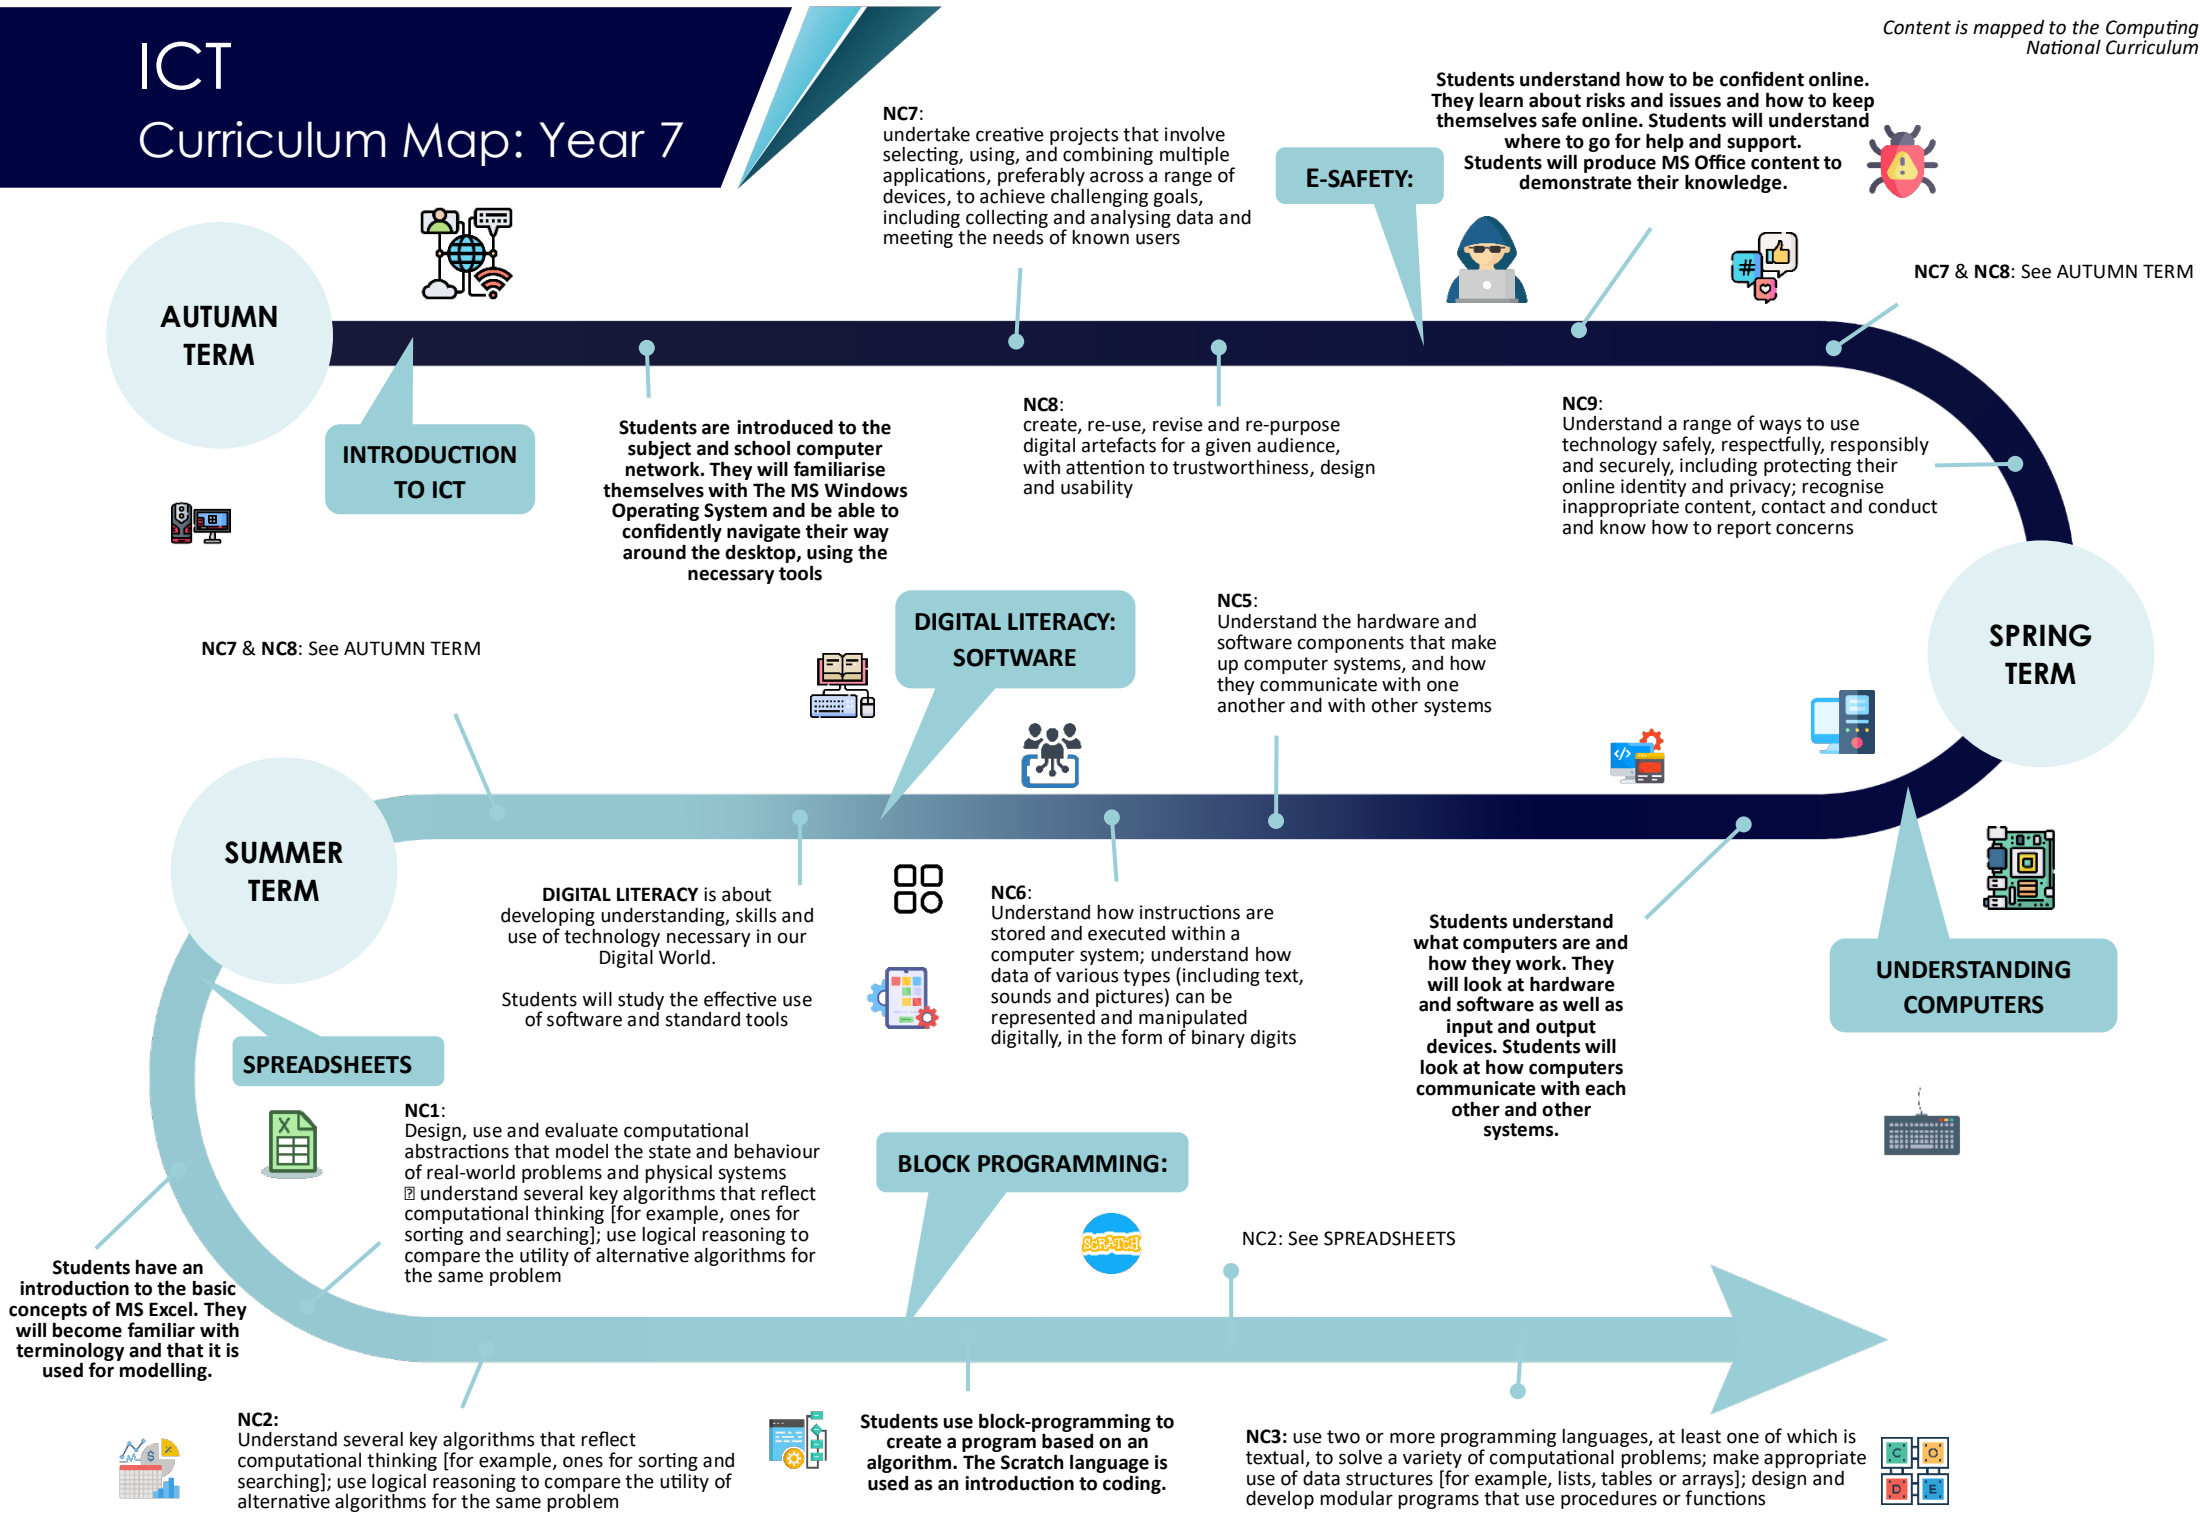 ICT
Curriculum Map: Year 7
Content is mapped to the Computing
National Curriculum
AUTUMN
TERM
INTRODUCTION
TO ICT
Students are introduced to the
subject and school computer
network. They will familiarise
themselves with The MS Windows
Operating System and be able to
confidently navigate their way
around the desktop, using the
necessary tools
NC7:
undertake creative projects that involve
selecting, using, and combining multiple
applications, preferably across a range of
devices, to achieve challenging goals,
including collecting and analysing data and
meeting the needs of known users
NC8:
create, re-use, revise and re-purpose
digital artefacts for a given audience,
with attention to trustworthiness, design
and usability
E-SAFETY:
Students understand how to be confident online.
They learn about risks and issues and how to keep
themselves safe online. Students will understand
where to go for help and support.
Students will produce MS Office content to
demonstrate their knowledge.
#
NC7 & NC8: See AUTUMN TERM
NC9:
Understand a range of ways to use
technology safely, respectfully, responsibly
and securely, including protecting their
online identity and privacy; recognise
inappropriate content, contact and conduct
and know how to report concerns
SPRING
TERM
UNDERSTANDING
COMPUTERS
Students understand
what computers are and
how they work. They
will look at hardware
and software as well as
input and output
devices. Students will
look at how computers
communicate with each
other and other
systems.
</>
NC5:
Understand the hardware and
software components that make
up computer systems, and how
they communicate with one
another and with other systems
NC6:
Understand how instructions are
stored and executed within a
computer system; understand how
data of various types (including text,
sounds and pictures) can be
represented and manipulated
digitally, in the form of binary digits
DIGITAL LITERACY:
SOFTWARE
DIGITAL LITERACY is about
developing understanding, skills and
use of technology necessary in our
Digital World.
Students will study the effective use
of software and standard tools
NC7 & NC8: See AUTUMN TERM
SUMMER
TERM
SPREADSHEETS
X
Students have an
introduction to the basic
concepts of MS Excel. They
will become familiar with
terminology and that it is
used for modelling.
NC1:
Design, use and evaluate computational
abstractions that model the state and behaviour
of real-world problems and physical systems
⍰ understand several key algorithms that reflect
computational thinking [for example, ones for
sorting and searching]; use logical reasoning to
compare the utility of alternative algorithms for
the same problem
NC2:
Understand several key algorithms that reflect
computational thinking [for example, ones for sorting and
searching]; use logical reasoning to compare the utility of
alternative algorithms for the same problem
BLOCK PROGRAMMING:
SCRATCH
Students use block-programming to
create a program based on an
algorithm. The Scratch language is
used as an introduction to coding.
NC2: See SPREADSHEETS
NC3: use two or more programming languages, at least one of which is
textual, to solve a variety of computational problems; make appropriate
use of data structures [for example, lists, tables or arrays]; design and
develop modular programs that use procedures or functions
C O
D E